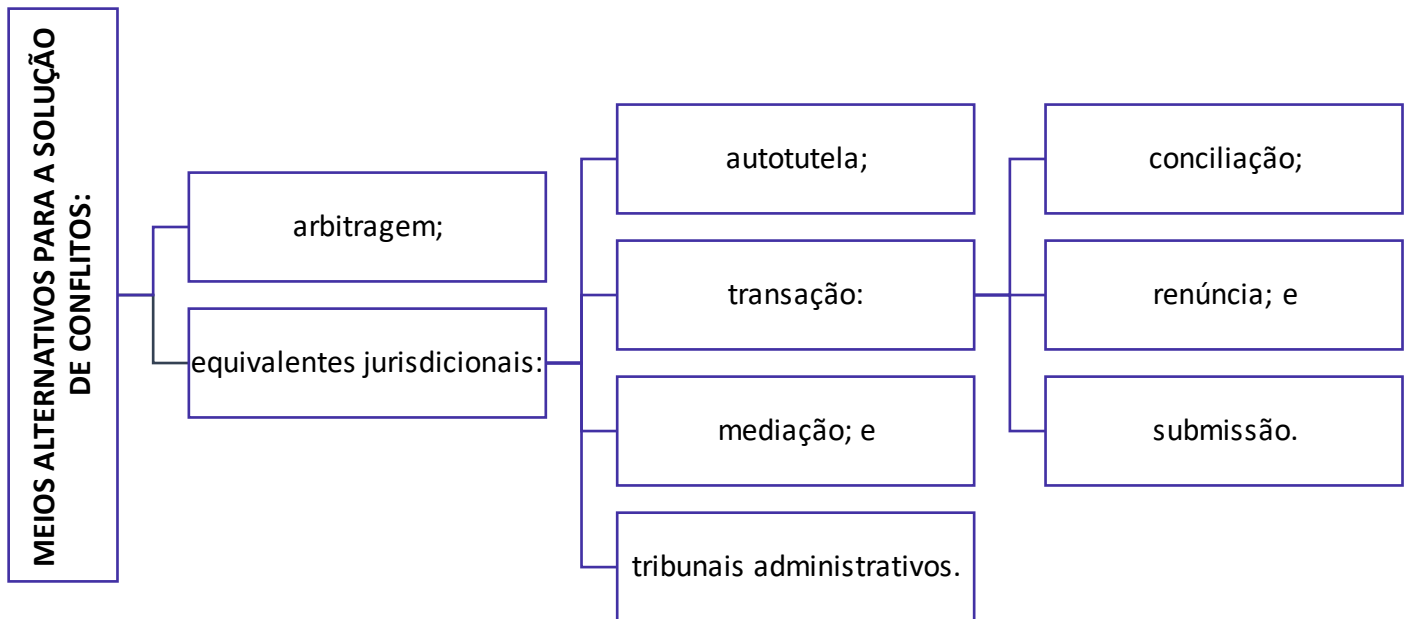 MEIOS ALTERNATIVOS PARA A SOLUÇÃO
DE CONFLITOS:
arbitragem;
equivalentes jurisdicionais:
autotutela;
transação:
mediação; e
tribunais administrativos.
conciliação;
renúncia; e
submissão.